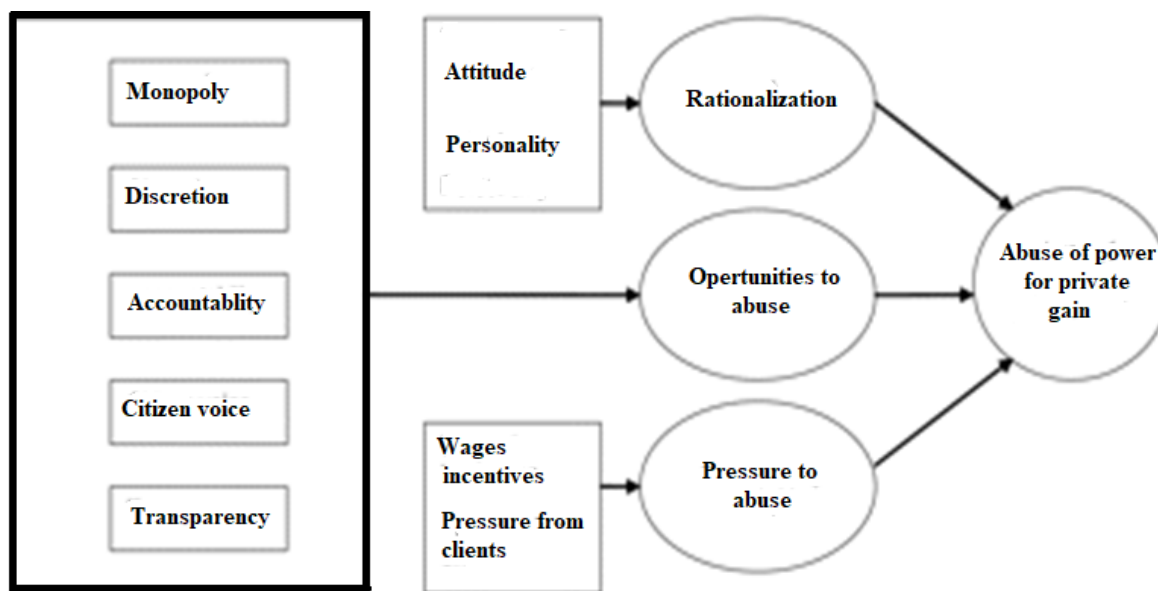 Monopoly
Discretion
Accountablity
Citizen voice
Transparency
Attitude
Personality
Rationalization
Opertunities to
abuse
Wages
incentives
Pressure from
clients
Pressure to
abuse
Abuse of power
for private
gain